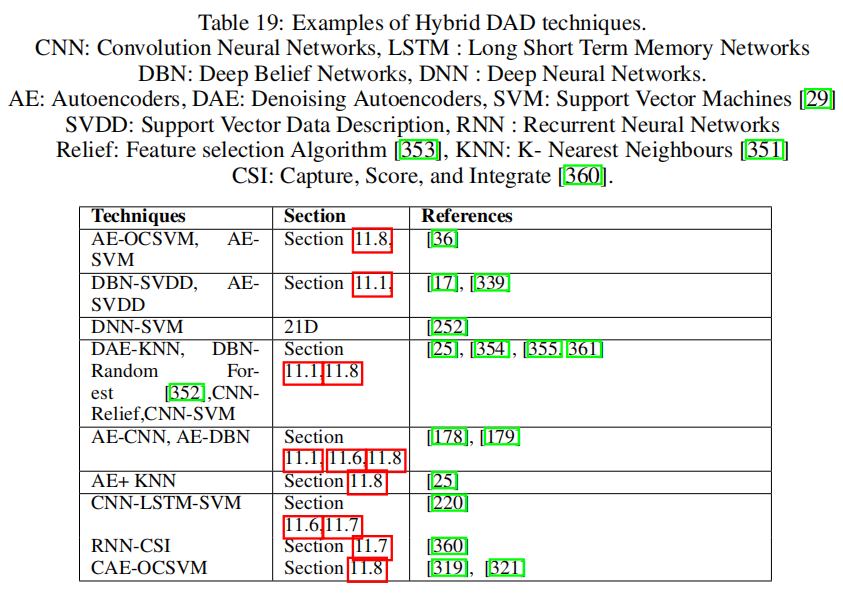 Table 19: Examples of Hybrid DAD techniques.
CNN: Convolution Neural Networks, LSTM : Long Short Term Memory Networks
DBN: Deep Belief Networks, DNN : Deep Neural Networks.
AE: Autoencoders, DAE: Denoising Autoencoders, SVM: Support Vector Machines [29]
SVDD: Support Vector Data Description, RNN : Recurrent Neural Networks
Relief: Feature selection Algorithm [353], KNN: K- Nearest Neighbours [351]
CSI: Capture, Score, and Integrate [360].
Techniques Section References
AE-OCSVM, AE- Section 11.8, [36]
SVM
DBN-SVDD, AE- Section 11.1, [17], [339]
SVDD
DNN-SVM 21D [252]
DAE-KNN, DBN- Section [25], [354], [355, 361]
Random For- 11.1,11.8
est [352],CNN-
Relief,CNN-SVM
AE-CNN, AE-DBN Section [178], [179]
11.1, 11.6,11.8
AE+ KNN Section 11.8 [25]
CNN-LSTM-SVM Section [220]
11.6,11.7
RNN-CSI Section 11.7 [360]
CAE-OCSVM Section 11.8 [319], [321]